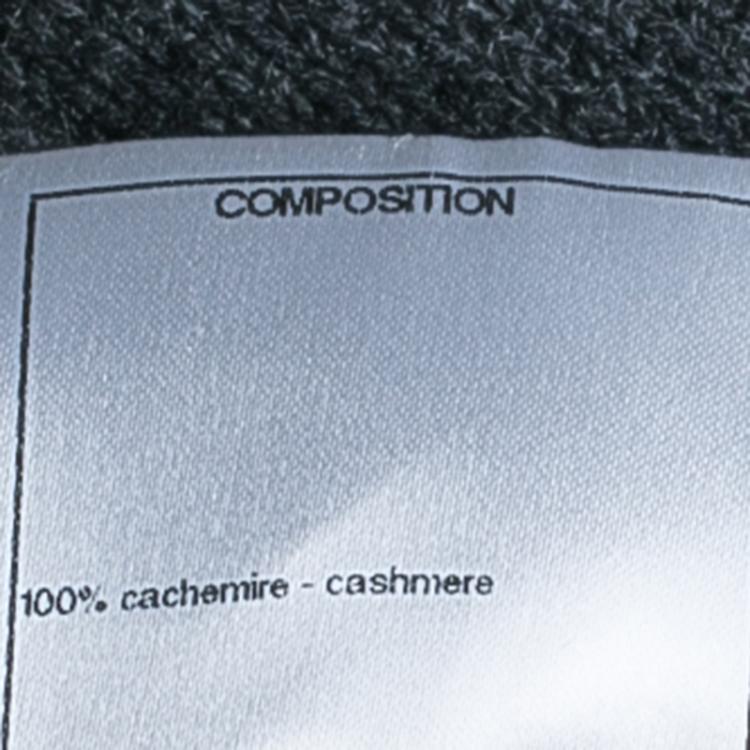 COMPOSITION
100% cachemire - cashmere